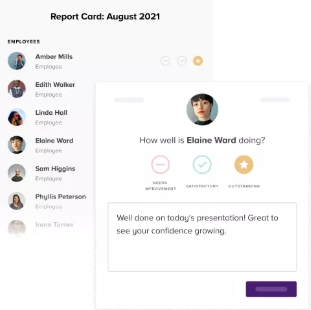 Report Card: August 2021
EMPLOYEES
Amber Mills
Employee
Edith Walker
Employee
Linda Hall
Employee
Elaine Ward
Employee
Sam Higgins
Employee
Phyllis Peterson
Employee
Irene Turner
How well is Elaine Ward doing?
NEEDS
IMPROVEMENT
SATISFACTORY
OUTSTANDING
Well done on today's presentation! Great to
see your confidence growing.